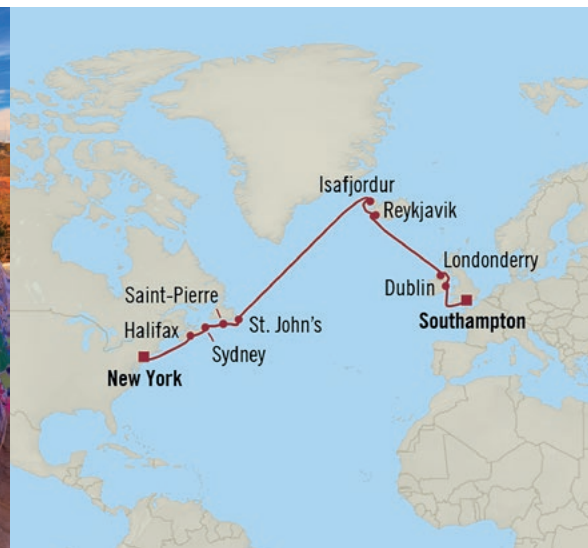 Isafjordur
Reykjavik
Londonderry
Dublin
Southampton
Saint-Pierre
St. John's
Halifax
Sydney
New York